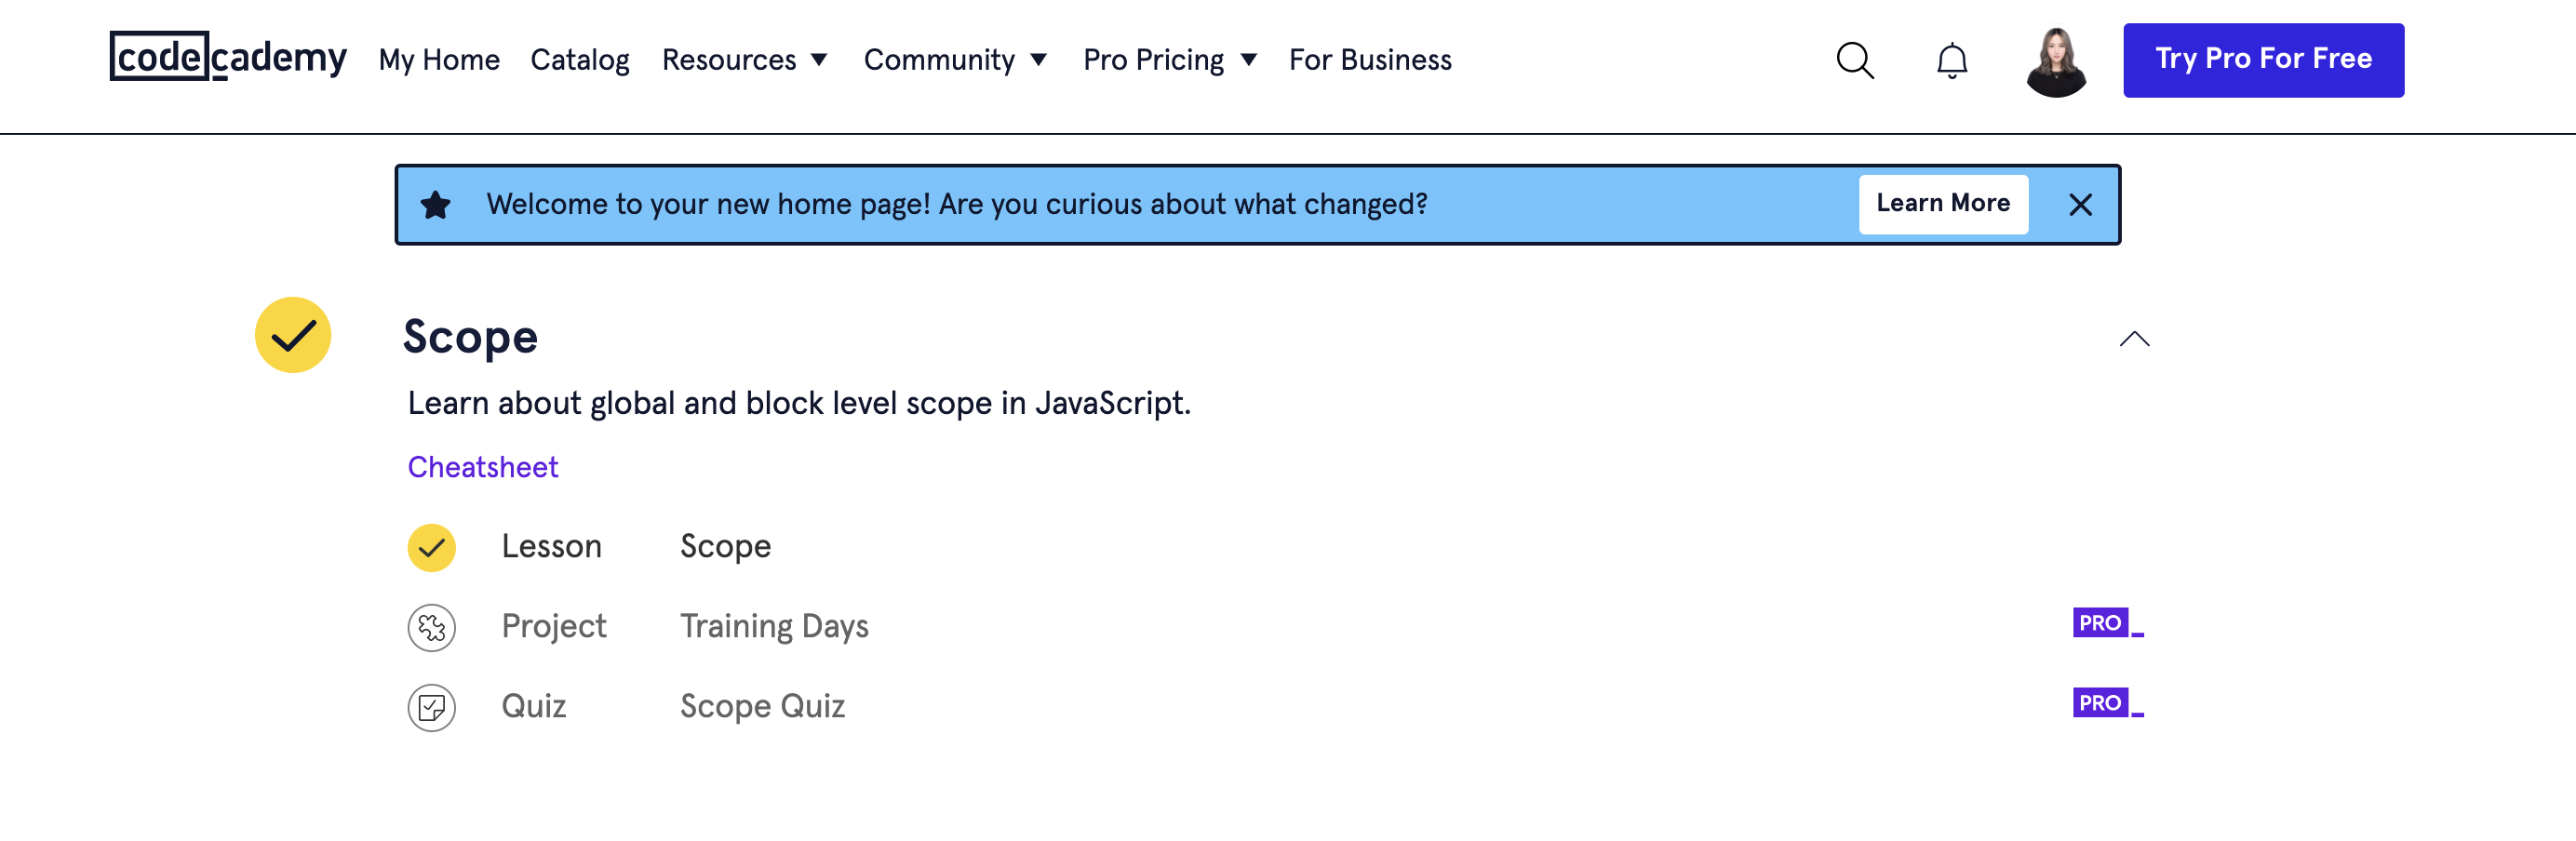 codecademy My Home Catalog Resources Community Pro Pricing For Business Try Pro For Free
Welcome to your new home page! Are you curious about what changed? Learn More
Scope
Learn about global and block level scope in JavaScript.
Cheatsheet
Lesson Scope
Project Training Days PRO
Quiz Scope Quiz PRO